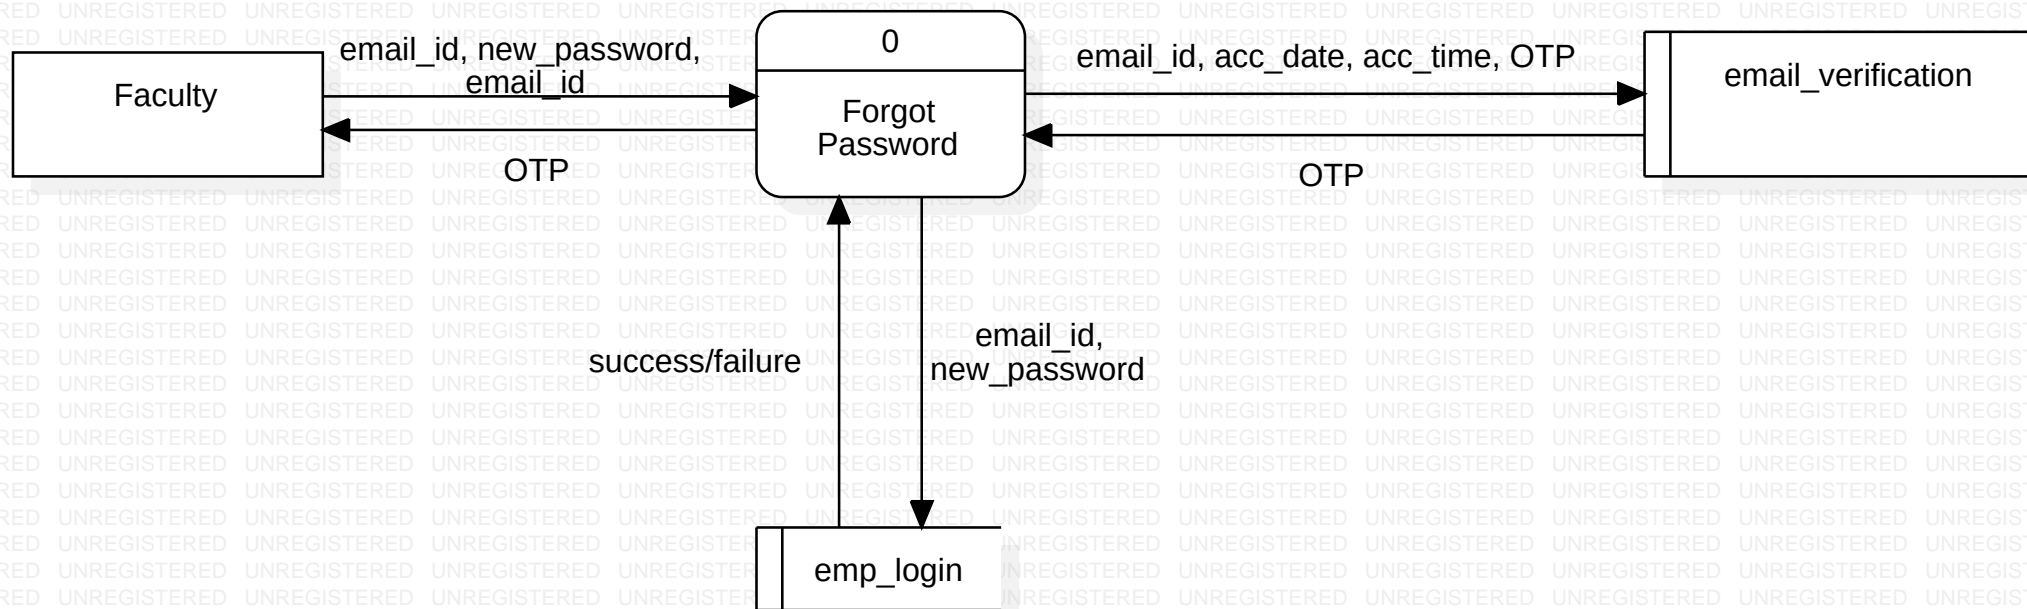 Faculty
email_id, new_password,
email_id
OTP
0
Forgot
Password
email_id, acc_date, acc_time, OTP
OTP
email_verification
success/failure
email_id,
new_password
emp_login
UNREGISTERED